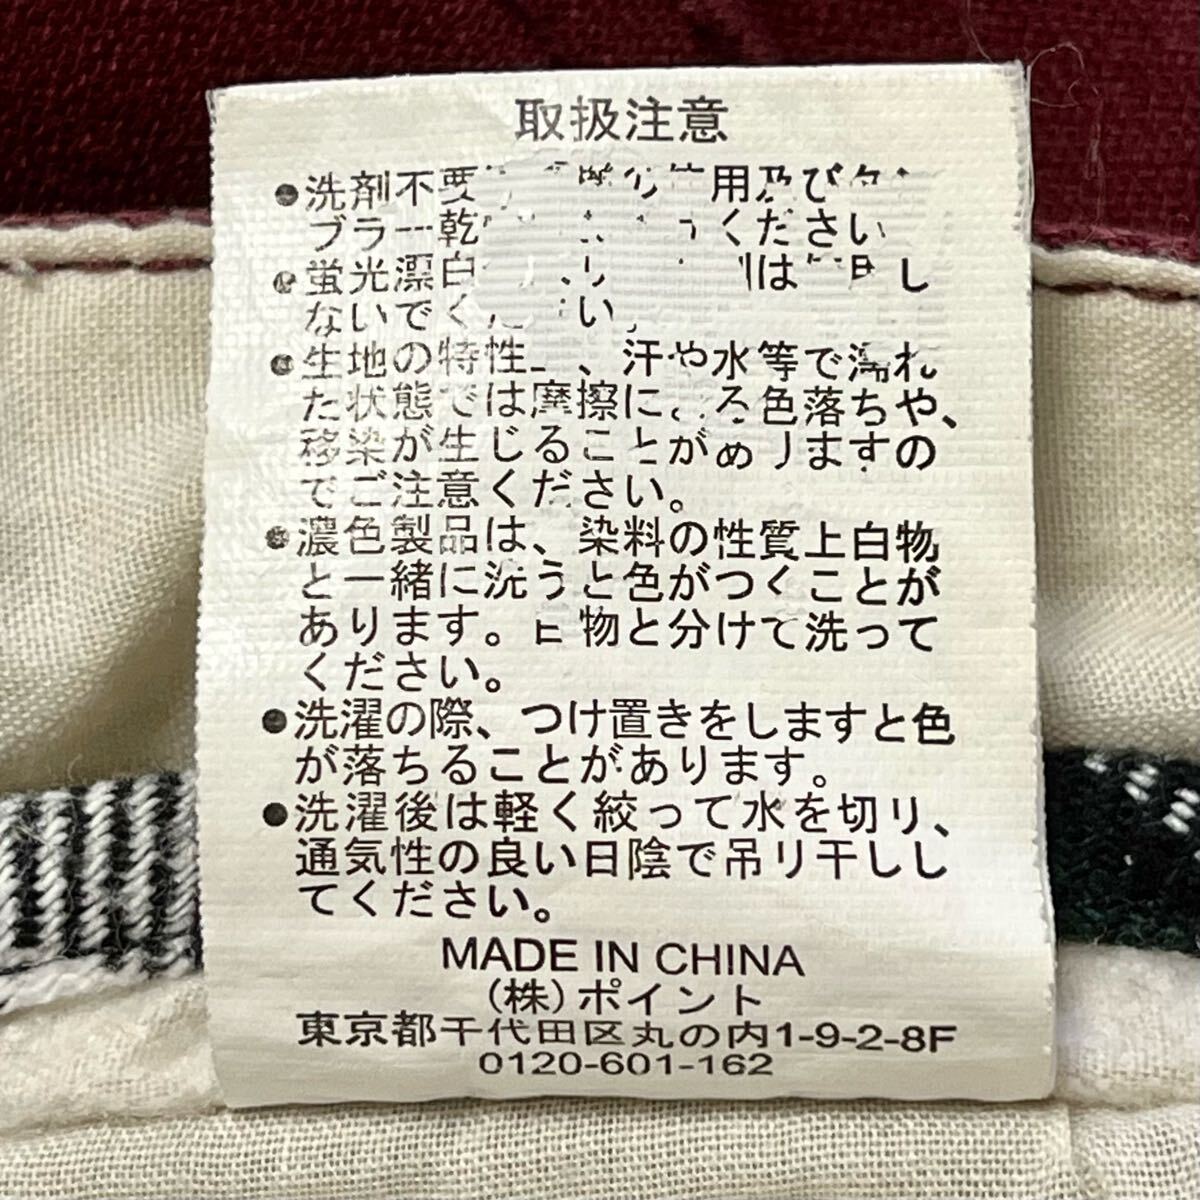 取扱注意
●洗剤不要 用及び
ブラー乾 ください
●蛍光漂白 は し
ないでく い
●生地の特性 、汗や水等で濡れ
た状態では摩擦に る色落ちや、
移染が生じることがありますの
でご注意ください。
●濃色製品は、染料の性質上白物
と一緒に洗うと色がつくことが
あります。白物と分けて洗って
ください。
●洗濯の際、つけ置きをしますと色
が落ちることがあります。
●洗濯後は軽く絞って水を切り、
通気性の良い日陰で吊り干しし
てください。
MADE IN CHINA
(株)ポイント
東京都千代田区丸の内1-9-2-8F
0120-601-162